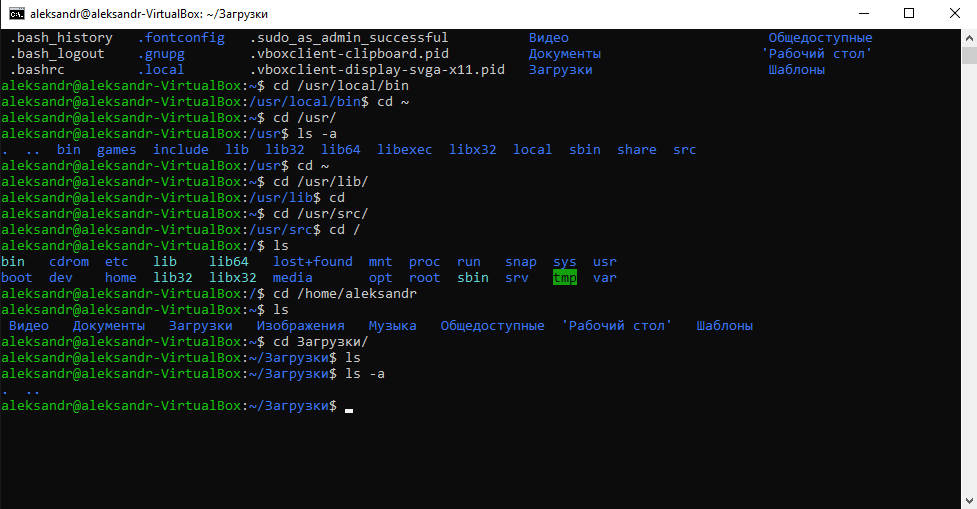 aleksandr@aleksandr-VirtualBox: ~/Загрузки
.bash_history .fontconfig .sudo_as_admin_successful Видео Общедоступные
.bash_logout .gnupg .vboxclient-clipboard.pid Документы 'Рабочий стол'
.bashrc .local .vboxclient-display-svga-x11.pid Загрузки Шаблоны
aleksandr@aleksandr-VirtualBox:~$ cd /usr/local/bin
aleksandr@aleksandr-VirtualBox:/usr/local/bin$ cd ~
aleksandr@aleksandr-VirtualBox:~$ cd /usr/
aleksandr@aleksandr-VirtualBox:/usr$ ls -a
. .. bin games include lib lib32 lib64 libexec libx32 local sbin share src
aleksandr@aleksandr-VirtualBox:/usr$ cd ~
aleksandr@aleksandr-VirtualBox:~$ cd /usr/lib/
aleksandr@aleksandr-VirtualBox:/usr/lib$ cd
aleksandr@aleksandr-VirtualBox:~$ cd /usr/src/
aleksandr@aleksandr-VirtualBox:/usr/src$ cd /
aleksandr@aleksandr-VirtualBox:/$ ls
bin cdrom etc lib lib64 lost+found mnt proc run snap sys usr
boot dev home lib32 libx32 media opt root sbin srv tmp var
aleksandr@aleksandr-VirtualBox:/$ cd /home/aleksandr
aleksandr@aleksandr-VirtualBox:~$ ls
Видео Документы Загрузки Изображения Музыка Общедоступные 'Рабочий стол' Шаблоны
aleksandr@aleksandr-VirtualBox:~$ cd Загрузки/
aleksandr@aleksandr-VirtualBox:~/Загрузки$ ls
aleksandr@aleksandr-VirtualBox:~/Загрузки$ ls -a
. ..
aleksandr@aleksandr-VirtualBox:~/Загрузки$